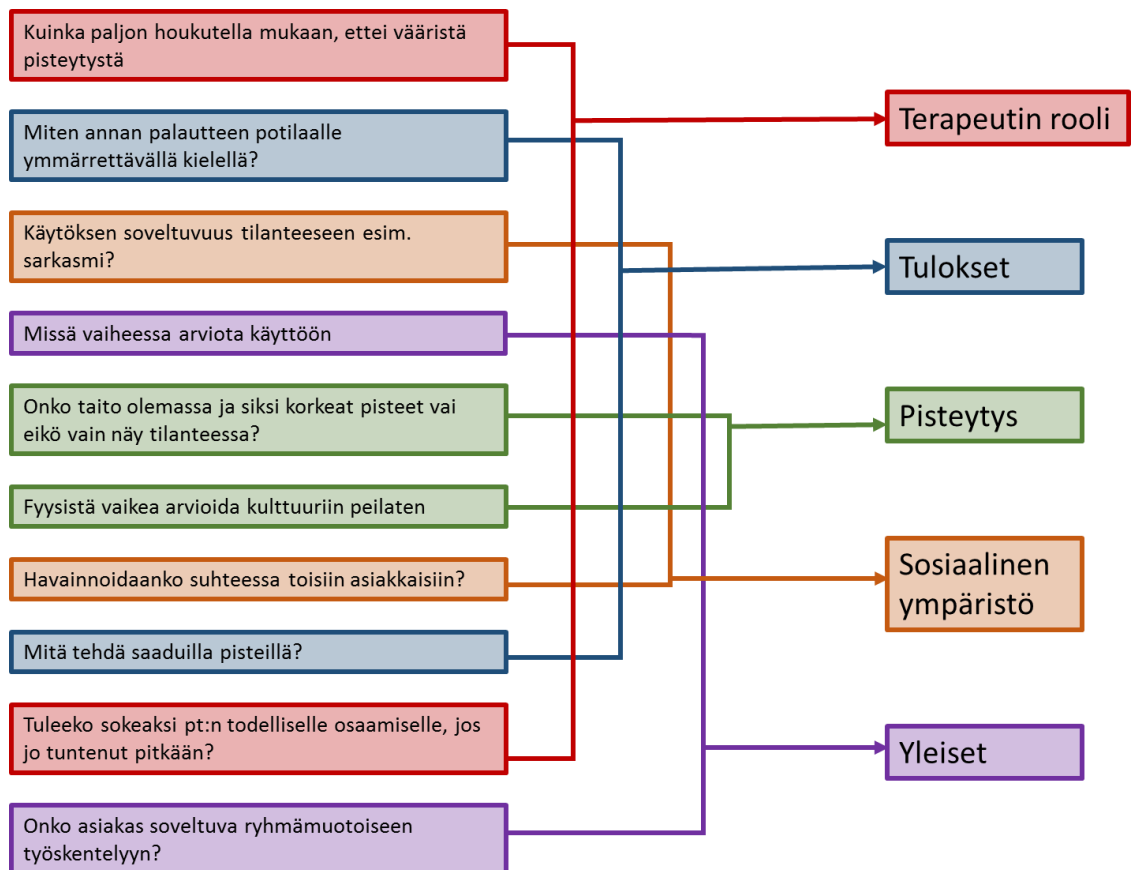 Kuinka paljon houkutella mukaan, ettei vääristä
pisteytystä
Miten annan palautteen potilaalle
ymmärrettävällä kielellä?
Käytöksen soveltuvuus tilanteeseen esim.
sarkasmi?
Missä vaiheessa arviota käyttöön
Onko taito olemassa ja siksi korkeat pisteet vai
eikö vain näy tilanteessa?
Fyysistä vaikea arvioida kulttuuriin peilaten
Havainnoidaanko suhteessa toisiin asiakkaisiin?
Mitä tehdä saaduilla pisteillä?
Tuleeko sokeaksi pt:n todelliselle osaamiselle, jos
jo tuntenut pitkään?
Onko asiakas soveltuva ryhmämuotoiseen
työskentelyyn?
Terapeutin rooli
Tulokset
Pisteytys
Sosiaalinen
ympäristö
Yleiset